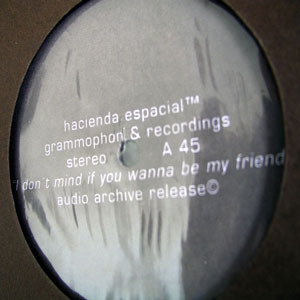 hacienda espacial™
grammophon & recordings
stereo A 45
"I don't mind if you wanna be my friend
audio archive release©